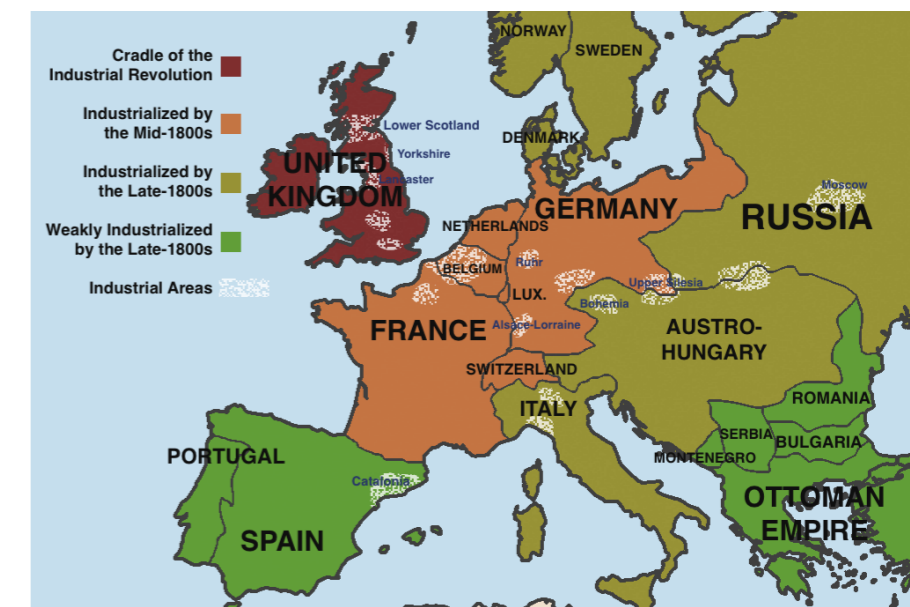 Cradle of the
Industrial Revolution
Industrialized by
the Mid-1800s
Industrialized by
the Late-1800s
Weakly Industrialized
by the Late-1800s
Industrial Areas
NORWAY
SWEDEN
DENMARK
Lower Scotland
Yorkshire
Lancaster
UNITED
KINGDOM
NETHERLANDS
GERMANY
Moscow
RUSSIA
BELGIUM
Ruhr
LUX.
Upper Silesia
Bohemia
FRANCE
Alsace-Lorraine
AUSTRO-
HUNGARY
SWITZERLAND
ITALY
ROMANIA
SERBIA
BULGARIA
MONTENEGRO
PORTUGAL
Catalonia
SPAIN
OTTOMAN
EMPIRE